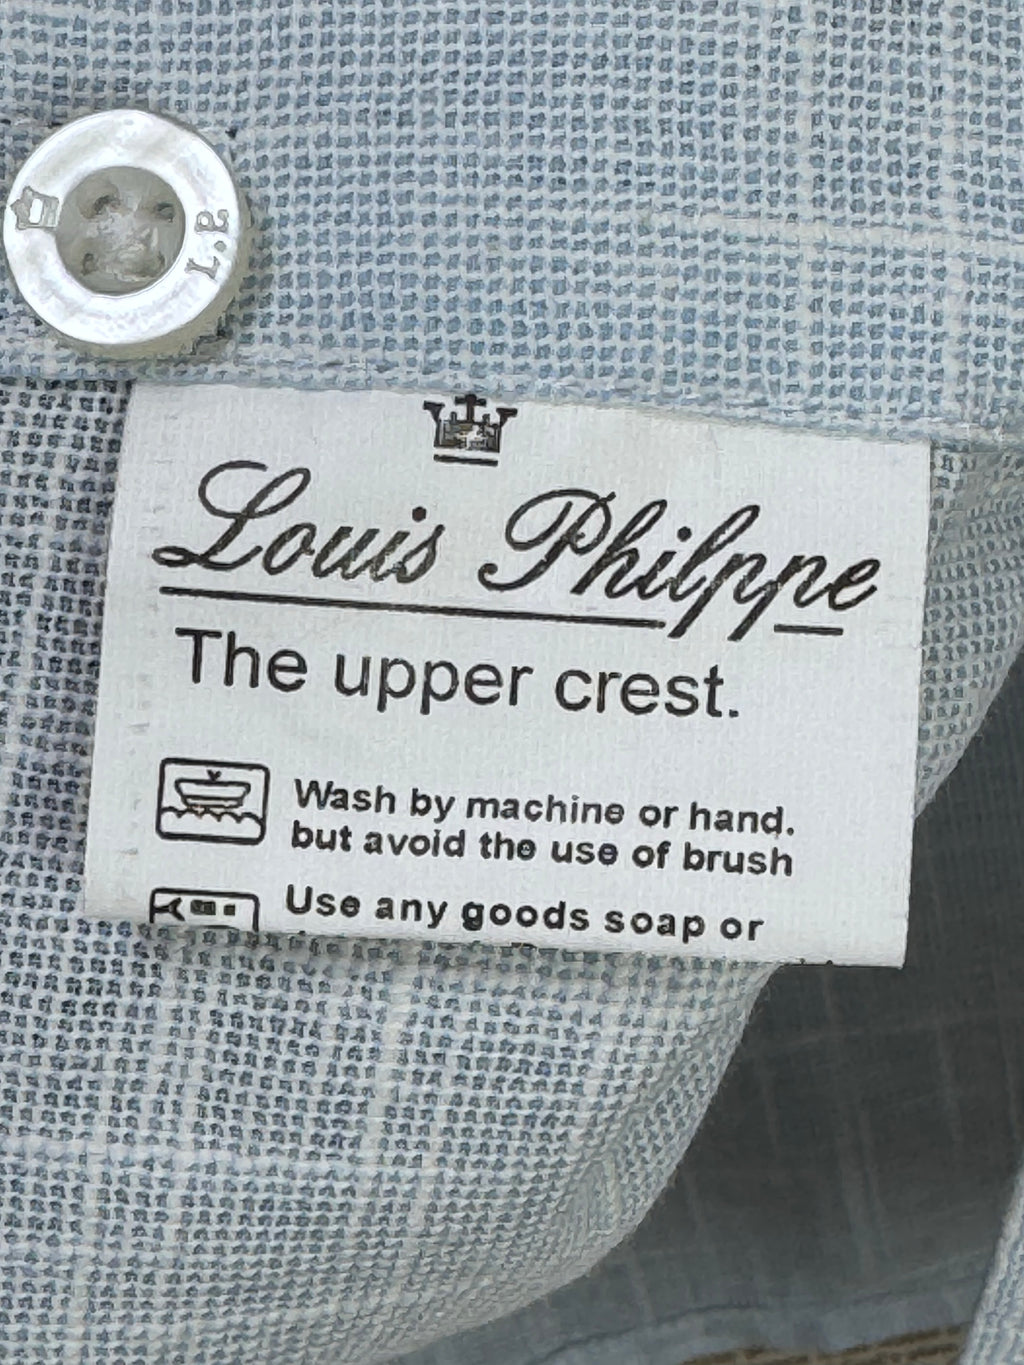 L.P.
Louis Philppe
The upper crest.
Wash by machine or hand.
but avoid the use of brush
Use any goods soap or